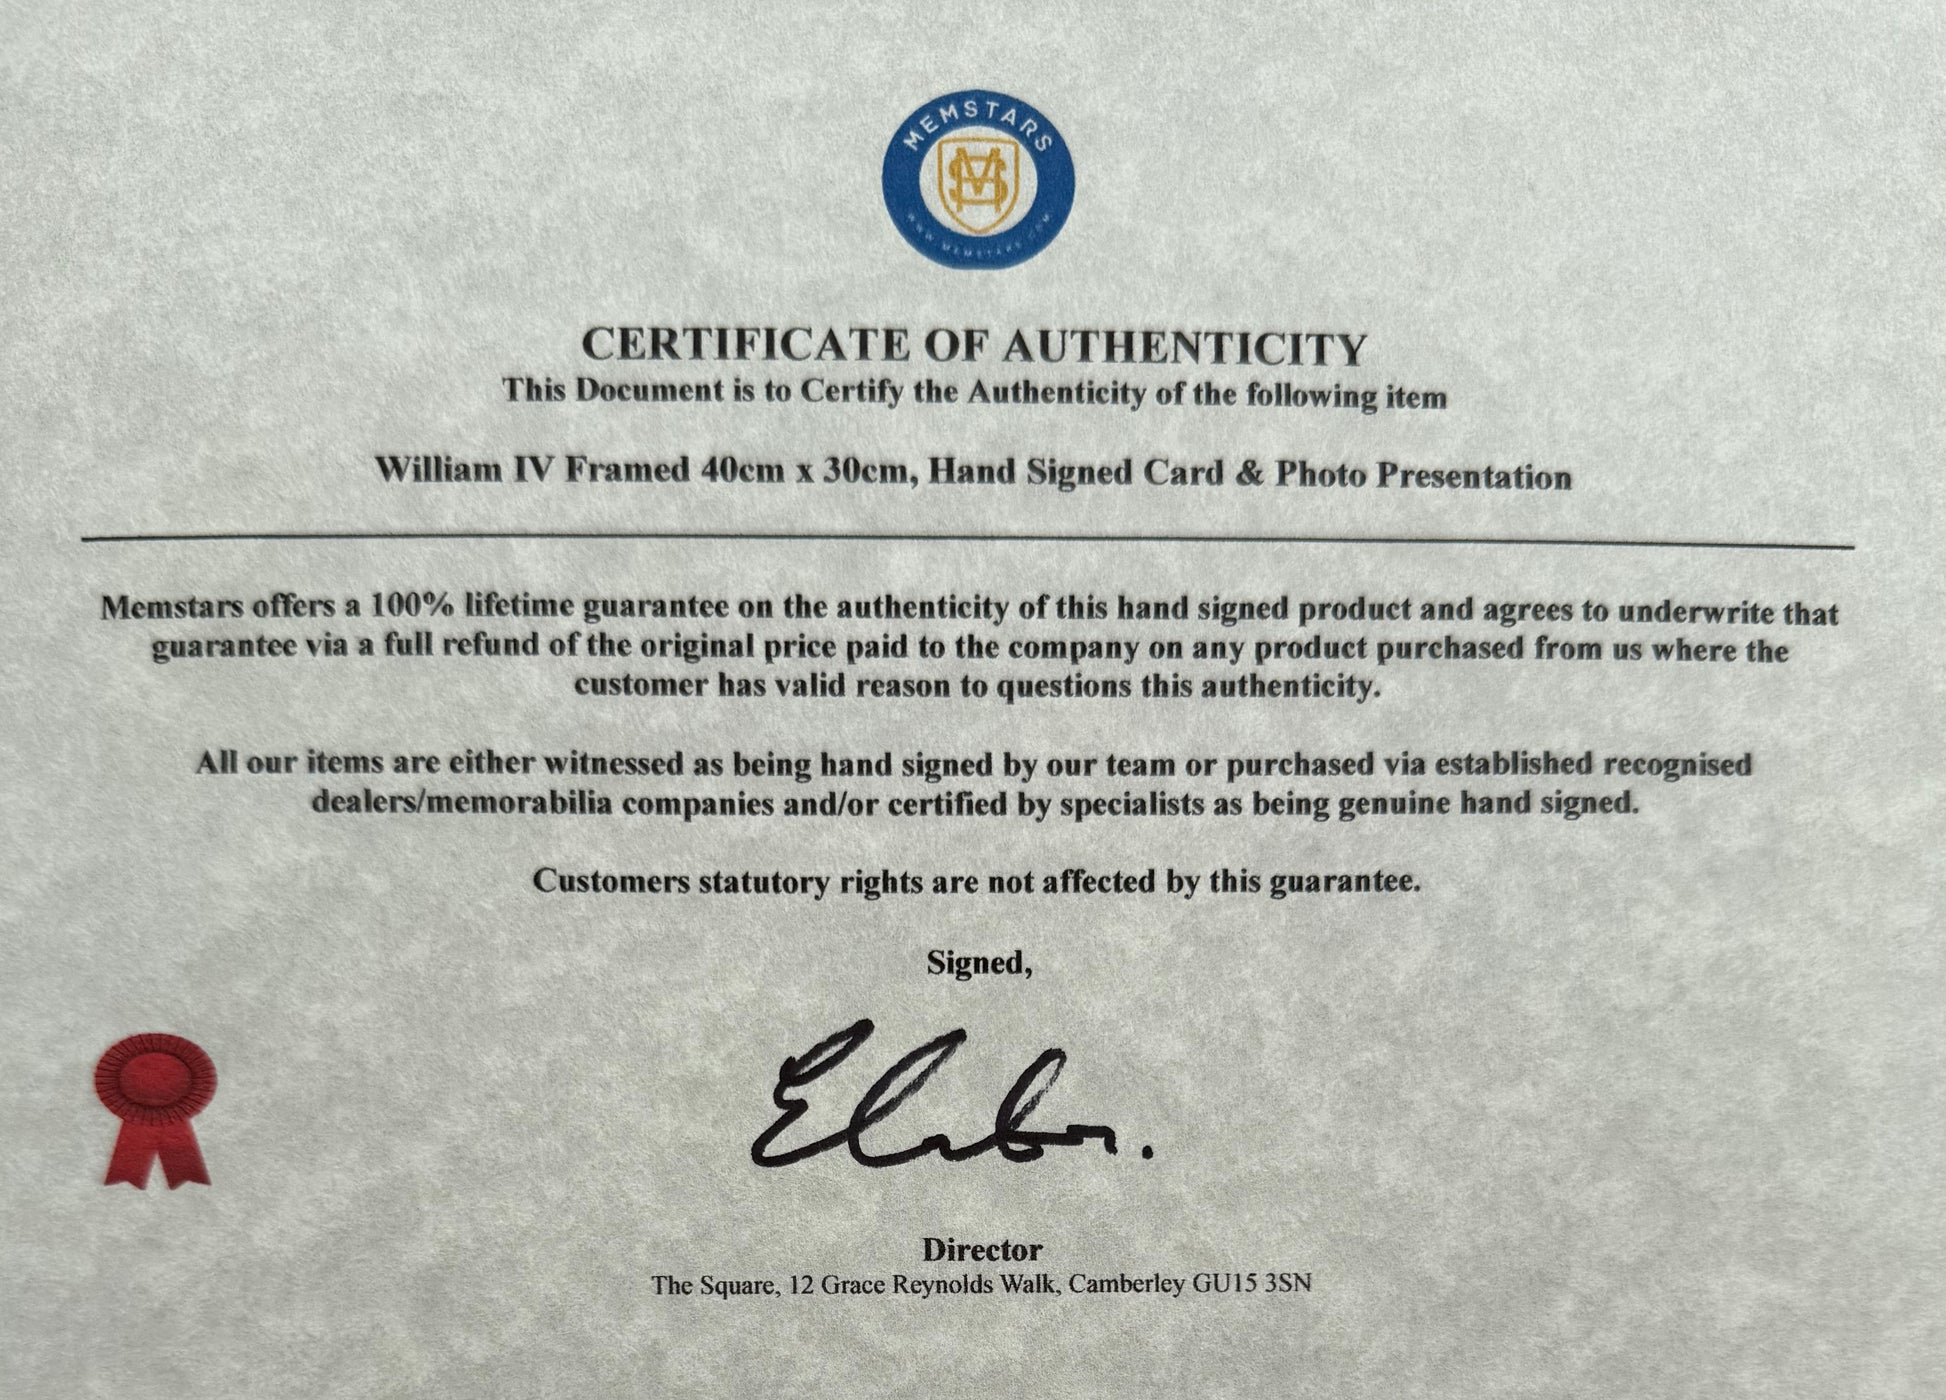 MEMSTARS
WWW.MEMSTARS.COM
CERTIFICATE OF AUTHENTICITY
This Document is to Certify the Authenticity of the following item
William IV Framed 40cm x 30cm, Hand Signed Card & Photo Presentation
Memstars offers a 100% lifetime guarantee on the authenticity of this hand signed product and agrees to underwrite that
guarantee via a full refund of the original price paid to the company on any product purchased from us where the
customer has valid reason to questions this authenticity.
All our items are either witnessed as being hand signed by our team or purchased via established recognised
dealers/memorabilia companies and/or certified by specialists as being genuine hand signed.
Customers statutory rights are not affected by this guarantee.
Signed,
Director
The Square, 12 Grace Reynolds Walk, Camberley GU15 3SN